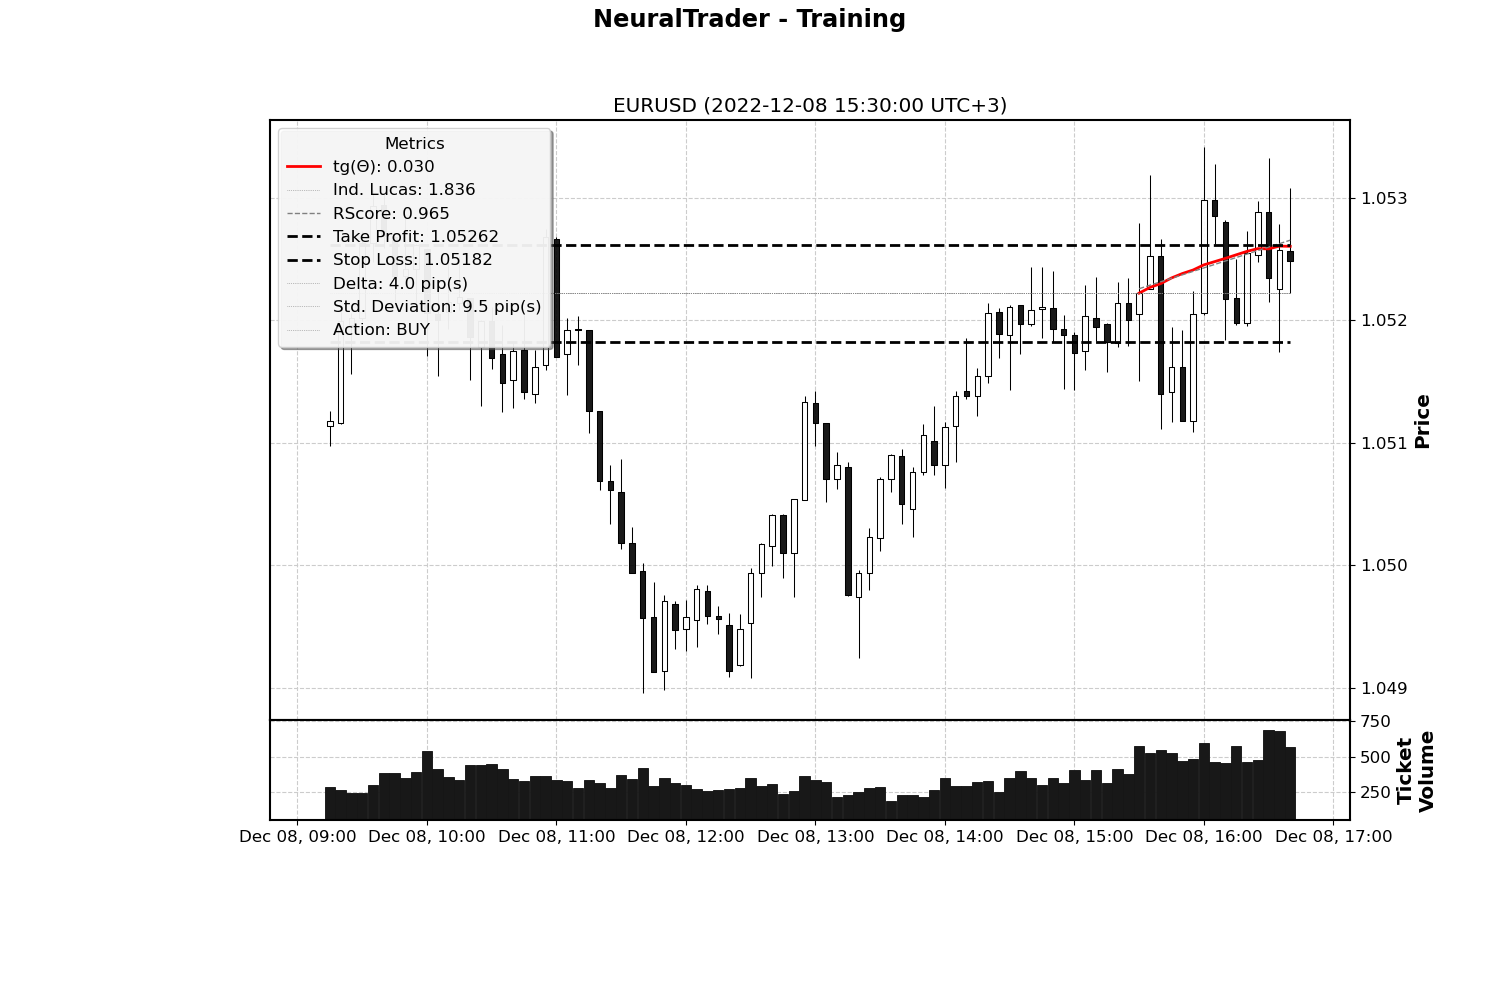 NeuralTrader - Training
EURUSD (2022-12-08 15:30:00 UTC+3)
Metrics
tg(Θ): 0.030
Ind. Lucas: 1.836
RScore: 0.965
Take Profit: 1.05262
Stop Loss: 1.05182
Delta: 4.0 pip(s)
Std. Deviation: 9.5 pip(s)
Action: BUY
1.053
1.052
1.051
1.050
1.049
Price
750
500
250
Ticket
Volume
Dec 08, 09:00 Dec 08, 10:00 Dec 08, 11:00 Dec 08, 12:00 Dec 08, 13:00 Dec 08, 14:00 Dec 08, 15:00 Dec 08, 16:00 Dec 08, 17:00